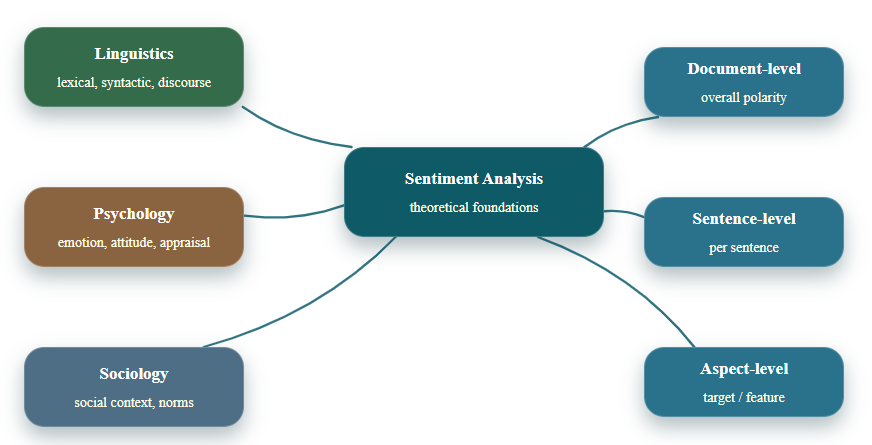 Linguistics
lexical, syntactic, discourse
Psychology
emotion, attitude, appraisal
Sociology
social context, norms
Sentiment Analysis
theoretical foundations
Document-level
overall polarity
Sentence-level
per sentence
Aspect-level
target / feature